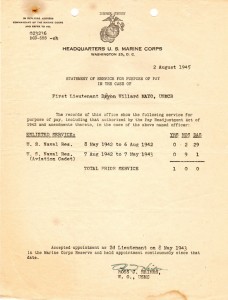 IN REPLYING ADDRESS
COMMANDANT OF THE MARINE CORPS
AND REFER TO NO.
HEADQUARTERS U.S. MARINE CORPS
WASHINGTON 25, D. C.
2 August 1945
STATEMENT OF SERVICE FOR PURPOSE OF PAY
IN THE CASE OF
First Lieutenant Willard MAYO, USMCR
The records of this office show the following service for
purpose of pay, including that authorized by the Pay Readjustment Act of
1942 and amendments thereto, in the case of the above named officer:
ENLISTED SERVICE: YRS MOS DAS
U. S. Naval Res. 8 May 1942 to 6 Aug 1942 0 2 29
U. S. Naval Res. 7 Aug 1942 to 7 May 1943 0 9 1
(Aviation Cadet)
TOTAL PRIOR SERVICE 1 0 0
Accepted appointment as 2d Lieutenant on 8 May 1943
in the Marine Corps Reserve and held appointment continuously since that
date.